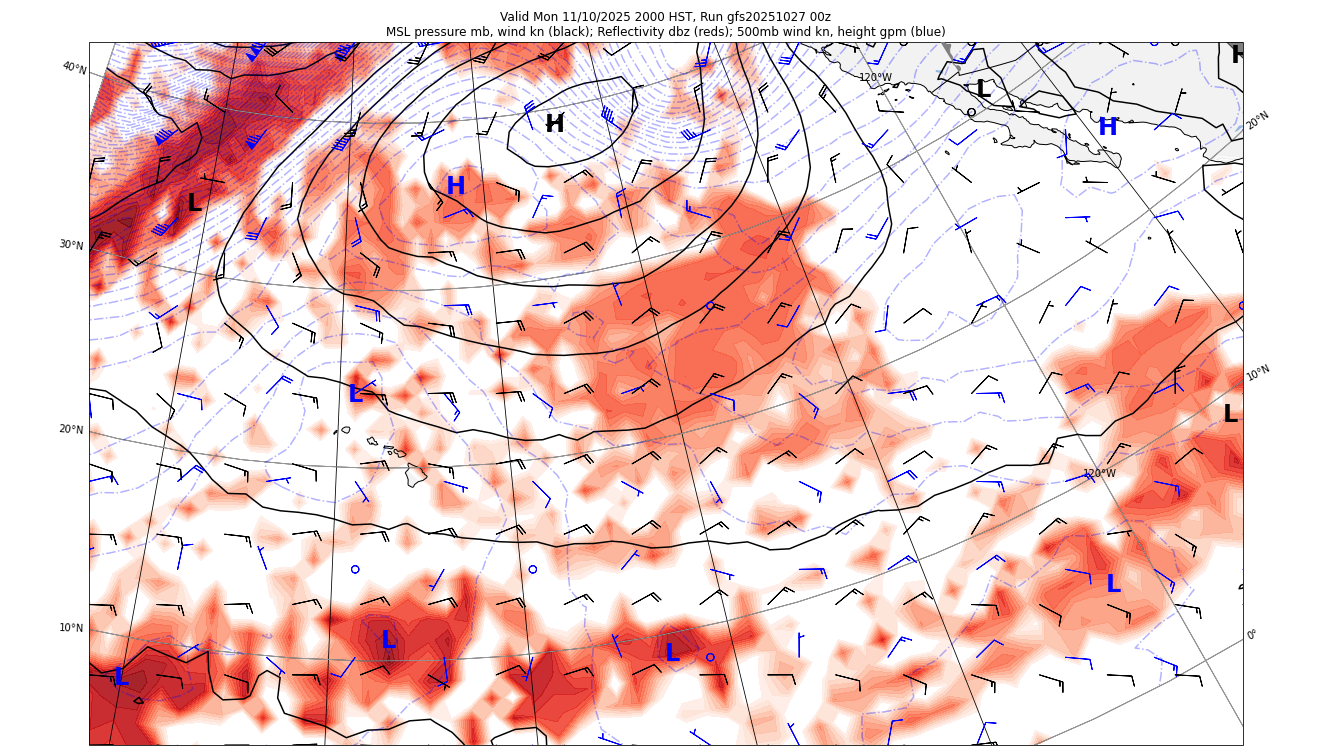 Valid Mon 11/10/2025 2000 HST, Run gfs20251027 00z
MSL pressure mb, wind kn (black); Reflectivity dbz (reds); 500mb wind kn, height gpm (blue)
H
40°N
120°W
L
20°N
H
H
H
L
30°N
10°N
L
L
20°N
120°W
L
10°N
0°
L
L
L